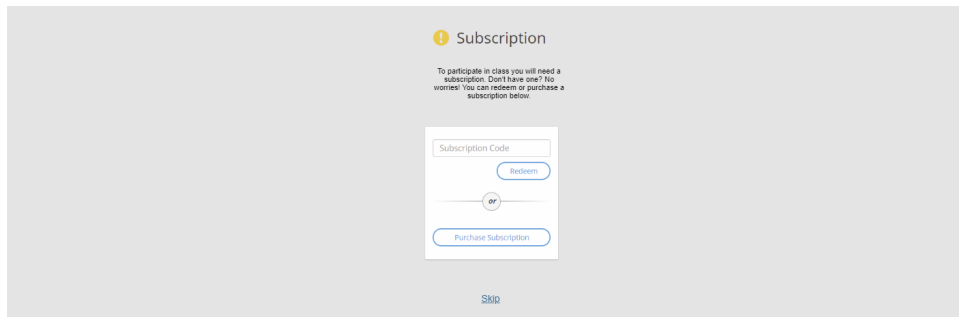 Subscription
To participate in class you will need a
subscription. Don't have one? No
worries! You can redeem or purchase a
subscription below.
Subscription Code
Redeem
or
Purchase Subscription
Skip